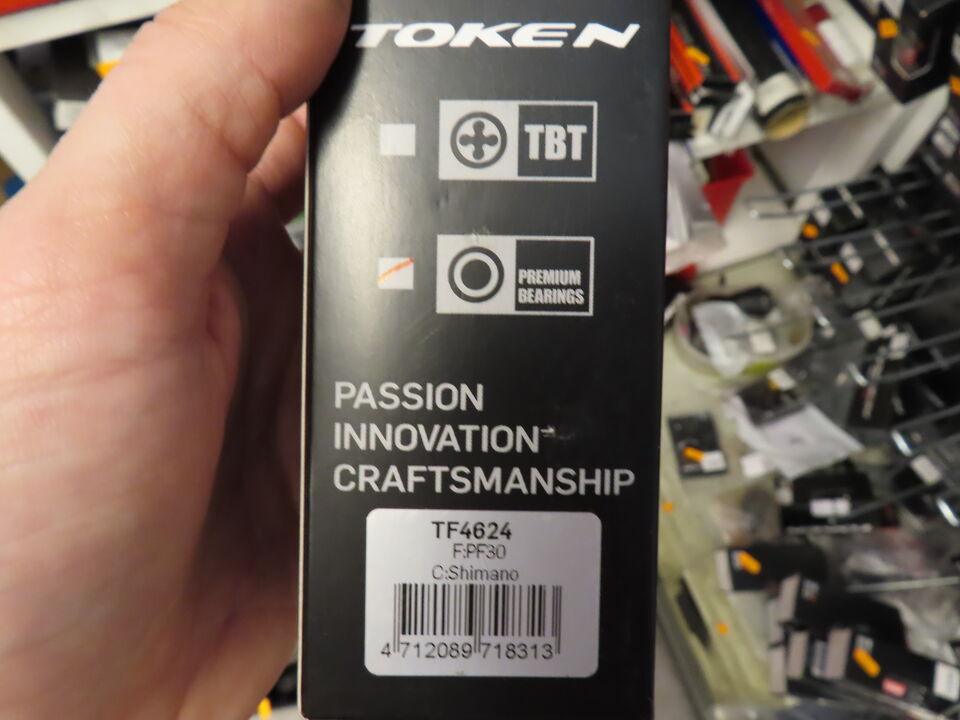 TOKEN
TBT
PREMIUM
BEARINGS
PASSION
INNOVATION
CRAFTSMANSHIP
TF4624
F:PF30
C:Shimano
4 712089 718313